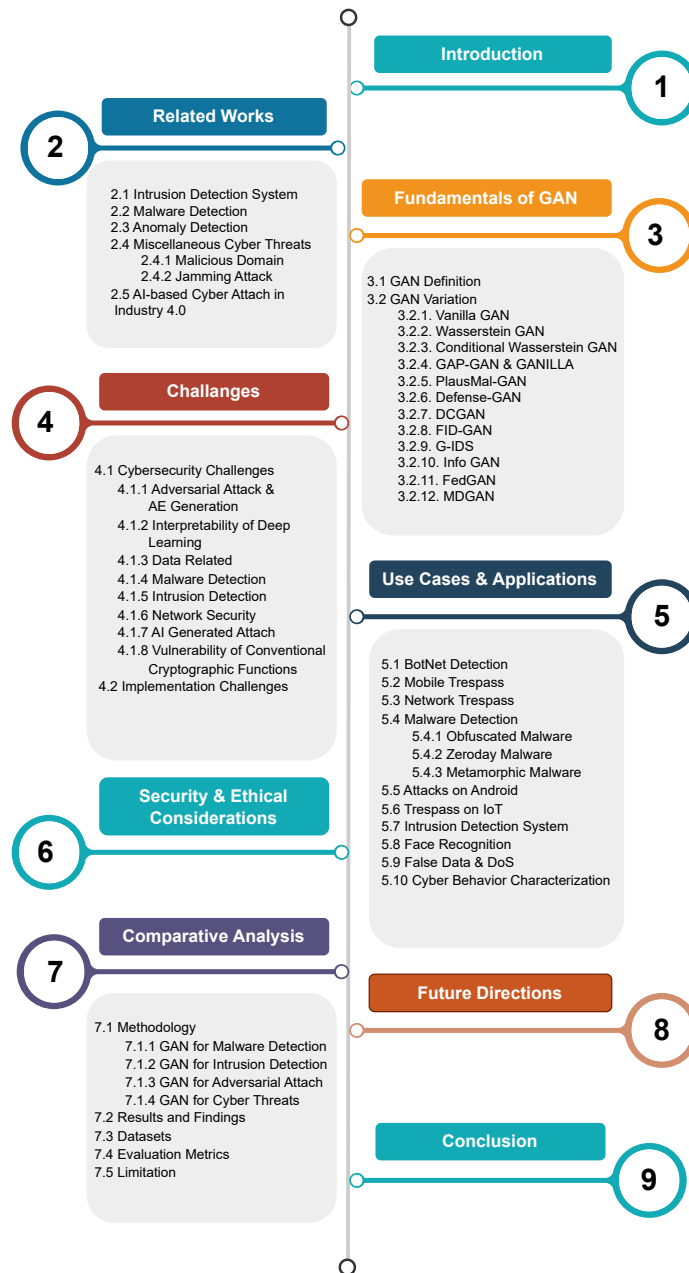 Introduction
1
Related Works
2
2.1 Intrusion Detection System
2.2 Malware Detection
2.3 Anomaly Detection
2.4 Miscellaneous Cyber Threats
2.4.1 Malicious Domain
2.4.2 Jamming Attack
2.5 AI-based Cyber Attack in
Industry 4.0
Fundamentals of GAN
3
3.1 GAN Definition
3.2 GAN Variation
3.2.1. Vanilla GAN
3.2.2. Wasserstein GAN
3.2.3. Conditional Wasserstein GAN
3.2.4. GAP-GAN & GANILLA
3.2.5. PlausMal-GAN
3.2.6. Defense-GAN
3.2.7. DCGAN
3.2.8. FID-GAN
3.2.9. G-IDS
3.2.10. Info GAN
3.2.11. FedGAN
3.2.12. MDGAN
Challanges
4
4.1 Cybersecurity Challenges
4.1.1 Adversarial Attack &
AE Generation
4.1.2 Interpretability of Deep
Learning
4.1.3 Data Related
4.1.4 Malware Detection
4.1.5 Intrusion Detection
4.1.6 Network Security
4.1.7 AI Generated Attach
4.1.8 Vulnerability of Conventional
Cryptographic Functions
4.2 Implementation Challenges
Use Cases & Applications
5
5.1 BotNet Detection
5.2 Mobile Trespass
5.3 Network Trespass
5.4 Malware Detection
5.4.1 Obfuscated Malware
5.4.2 Zeroday Malware
5.4.3 Metamorphic Malware
5.5 Attacks on Android
5.6 Trespass on IoT
5.7 Intrusion Detection System
5.8 Face Recognition
5.9 False Data & DoS
5.10 Cyber Behavior Characterization
Security & Ethical
Considerations
6
Comparative Analysis
7
7.1 Methodology
7.1.1 GAN for Malware Detection
7.1.2 GAN for Intrusion Detection
7.1.3 GAN for Adversarial Attach
7.1.4 GAN for Cyber Threats
7.2 Results and Findings
7.3 Datasets
7.4 Evaluation Metrics
7.5 Limitation
Future Directions
8
Conclusion
9